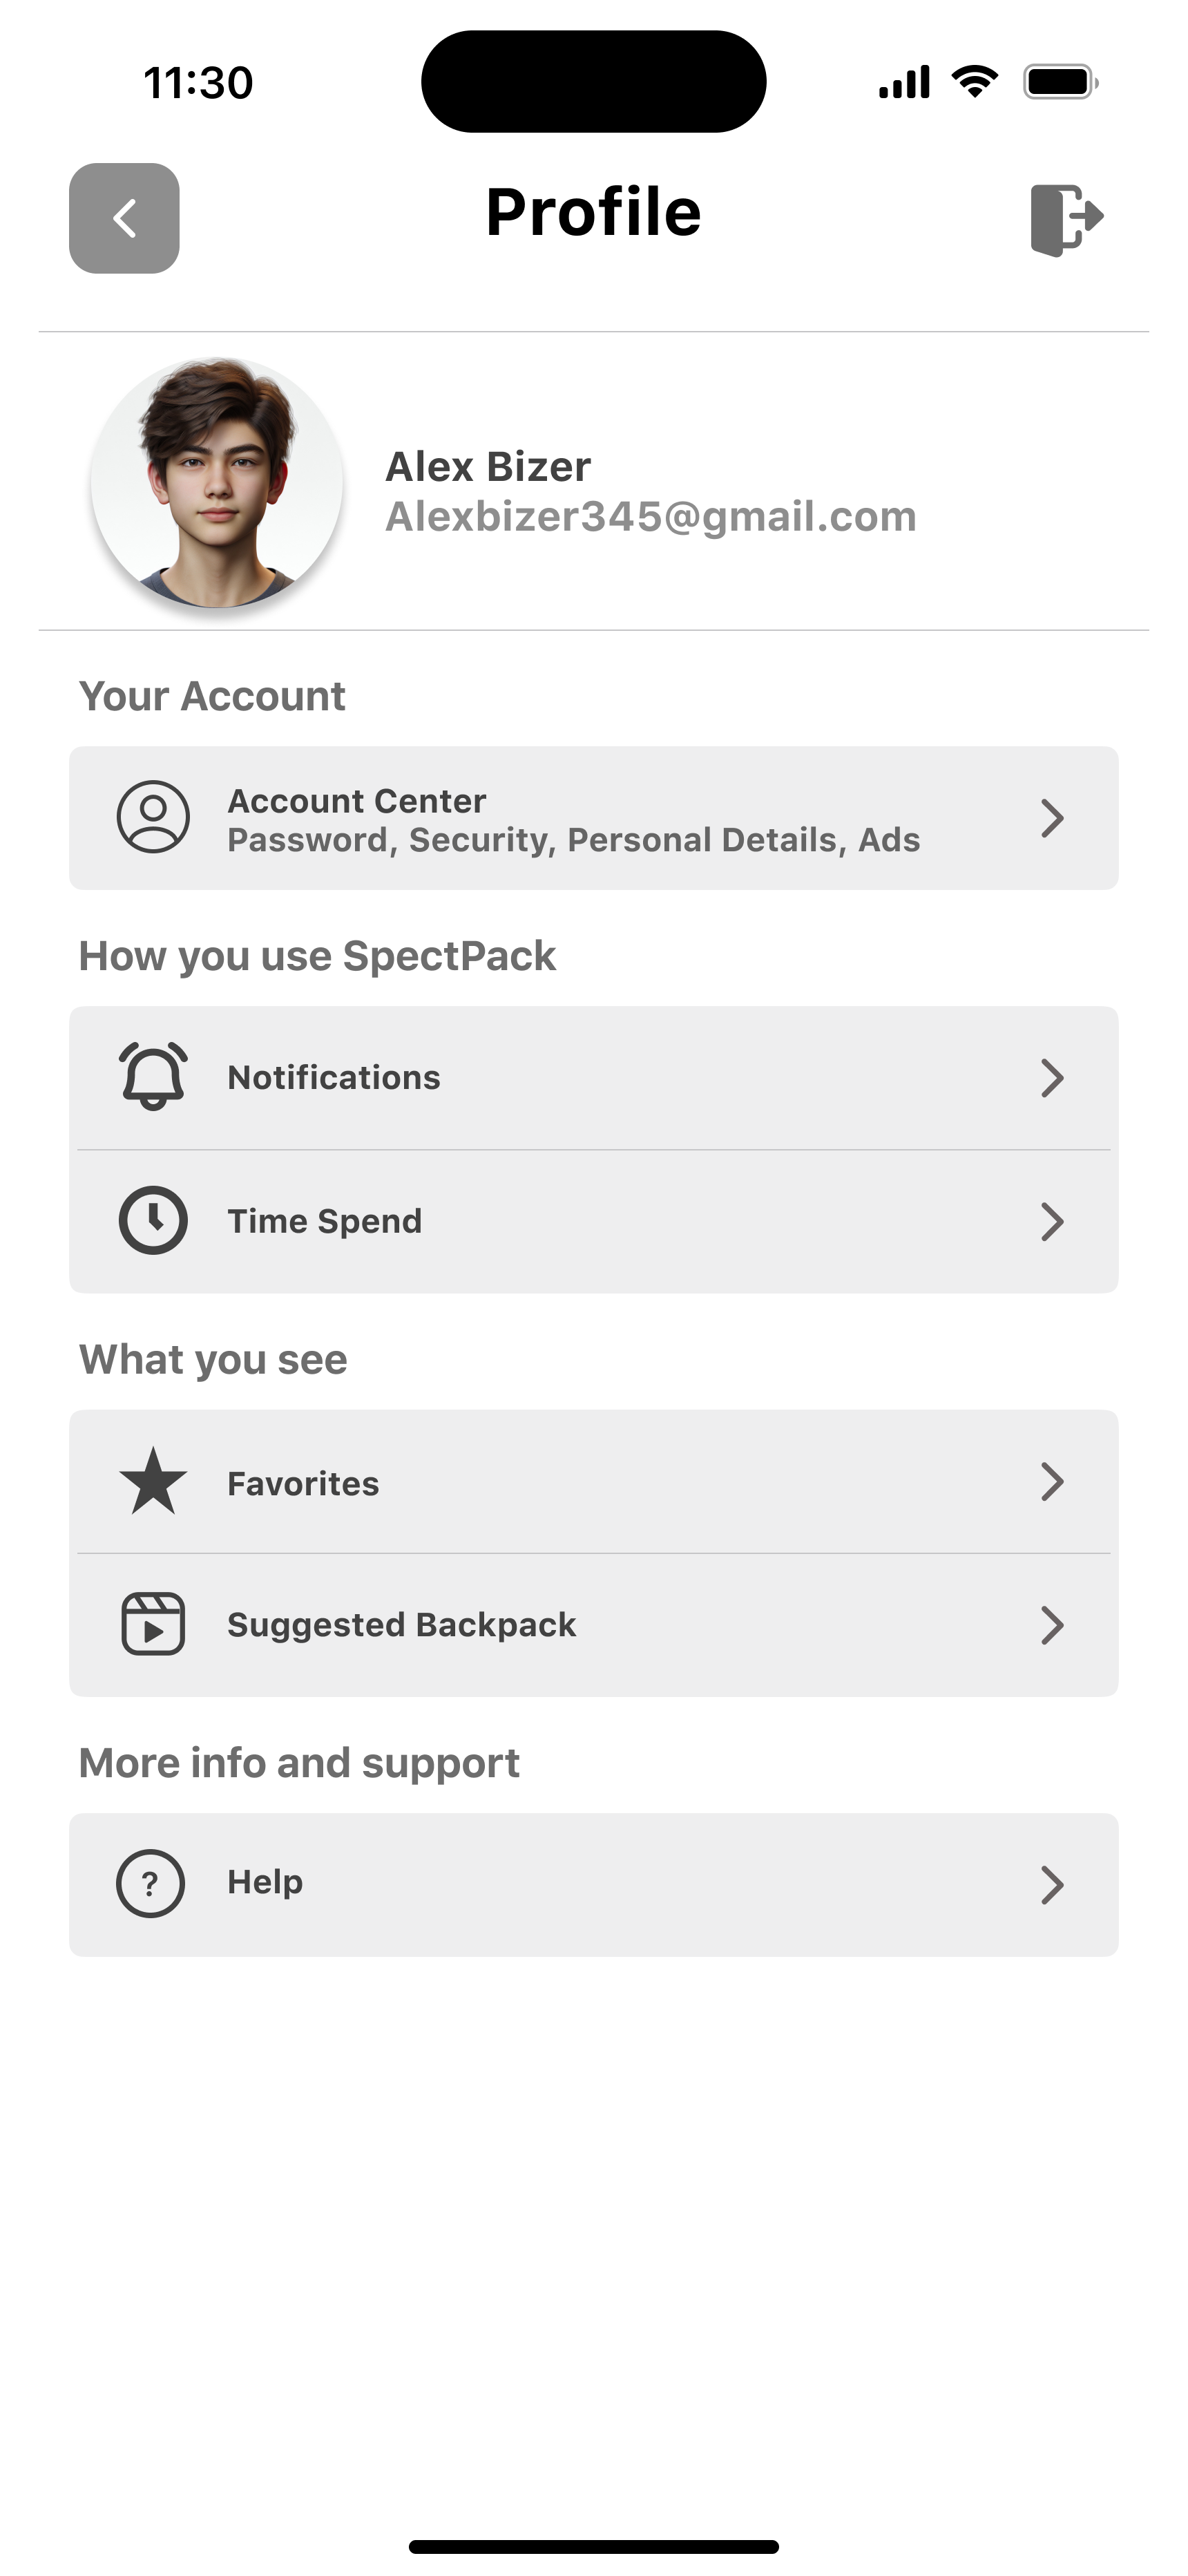 11:30
Profile
Alex Bizer
Alexbizer345@gmail.com
Your Account
Account Center
Password, Security, Personal Details, Ads
How you use SpectPack
Notifications
Time Spend
What you see
Favorites
Suggested Backpack
More info and support
?
Help